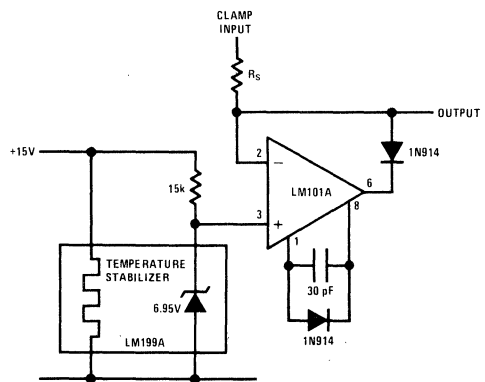 CLAMP
INPUT
RS
OUTPUT
+15V
2
−
1N914
15k
LM101A
6
8
3
+
1
TEMPERATURE
STABILIZER
30 pF
6.95V
1N914
LM199A